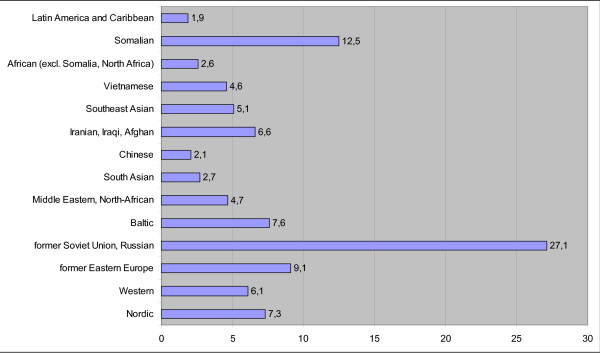 Latin America and Caribbean 1,9
Somalian 12,5
African (excl. Somalia, North Africa) 2,6
Vietnamese 4,6
Southeast Asian 5,1
Iranian, Iraqi, Afghan 6,6
Chinese 2,1
South Asian 2,7
Middle Eastern, North-African 4,7
Baltic 7,6
former Soviet Union, Russian 27,1
former Eastern Europe 9,1
Western 6,1
Nordic 7,3
0 5 10 15 20 25 30